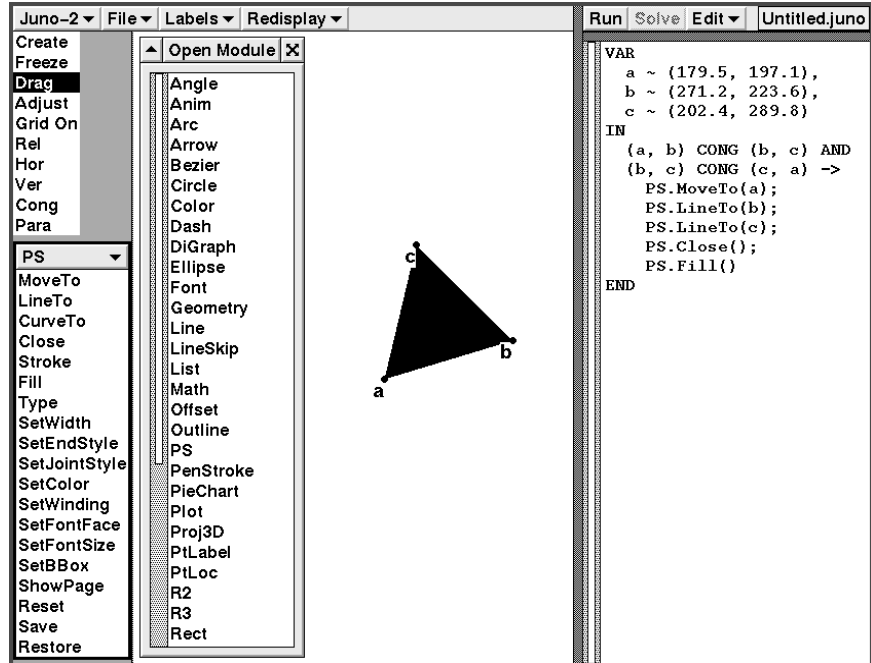 Juno-2 File Labels Redisplay
Run Solve Edit Untitled.juno
Create
Freeze
Drag
Adjust
Grid On
Rel
Hor
Ver
Cong
Para
PS
MoveTo
LineTo
CurveTo
Close
Stroke
Fill
Type
SetWidth
SetEndStyle
SetJointStyle
SetColor
SetWinding
SetFontFace
SetFontSize
SetBBox
ShowPage
Reset
Save
Restore
Open Module
Angle
Anim
Arc
Arrow
Bezier
Circle
Color
Dash
DiGraph
Ellipse
Font
Geometry
Line
LineSkip
List
Math
Offset
Outline
PS
PenStroke
PieChart
Plot
Proj3D
PtLabel
PtLoc
R2
R3
Rect
c
b
a
VAR
a ~ (179.5, 197.1),
b ~ (271.2, 223.6),
c ~ (202.4, 289.8)
IN
(a, b) CONG (b, c) AND
(b, c) CONG (c, a) ->
PS.MoveTo(a);
PS.LineTo(b);
PS.LineTo(c);
PS.Close();
PS.Fill()
END